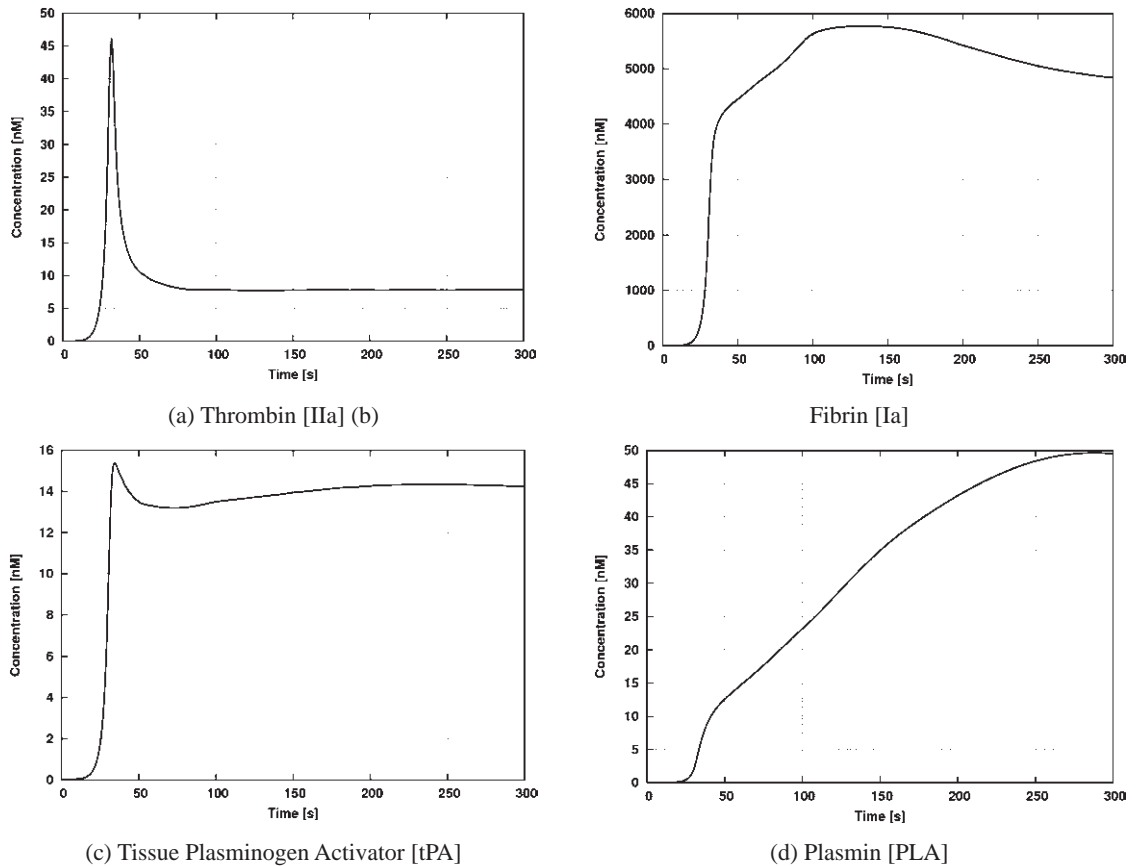 50
45
40
35
30
25
20
15
10
5
0
Concentration [nM]
0 50 100 150 200 250 300
Time [s]
(a) Thrombin [IIa] (b)
6000
5000
4000
3000
2000
1000
0
Concentration [nM]
0 50 100 150 200 250 300
Time [s]
Fibrin [Ia]
16
14
12
10
8
6
4
2
0
Concentration [nM]
0 50 100 150 200 250 300
Time [s]
(c) Tissue Plasminogen Activator [tPA]
50
45
40
35
30
25
20
15
10
5
0
Concentration [nM]
0 50 100 150 200 250 300
Time [s]
(d) Plasmin [PLA]